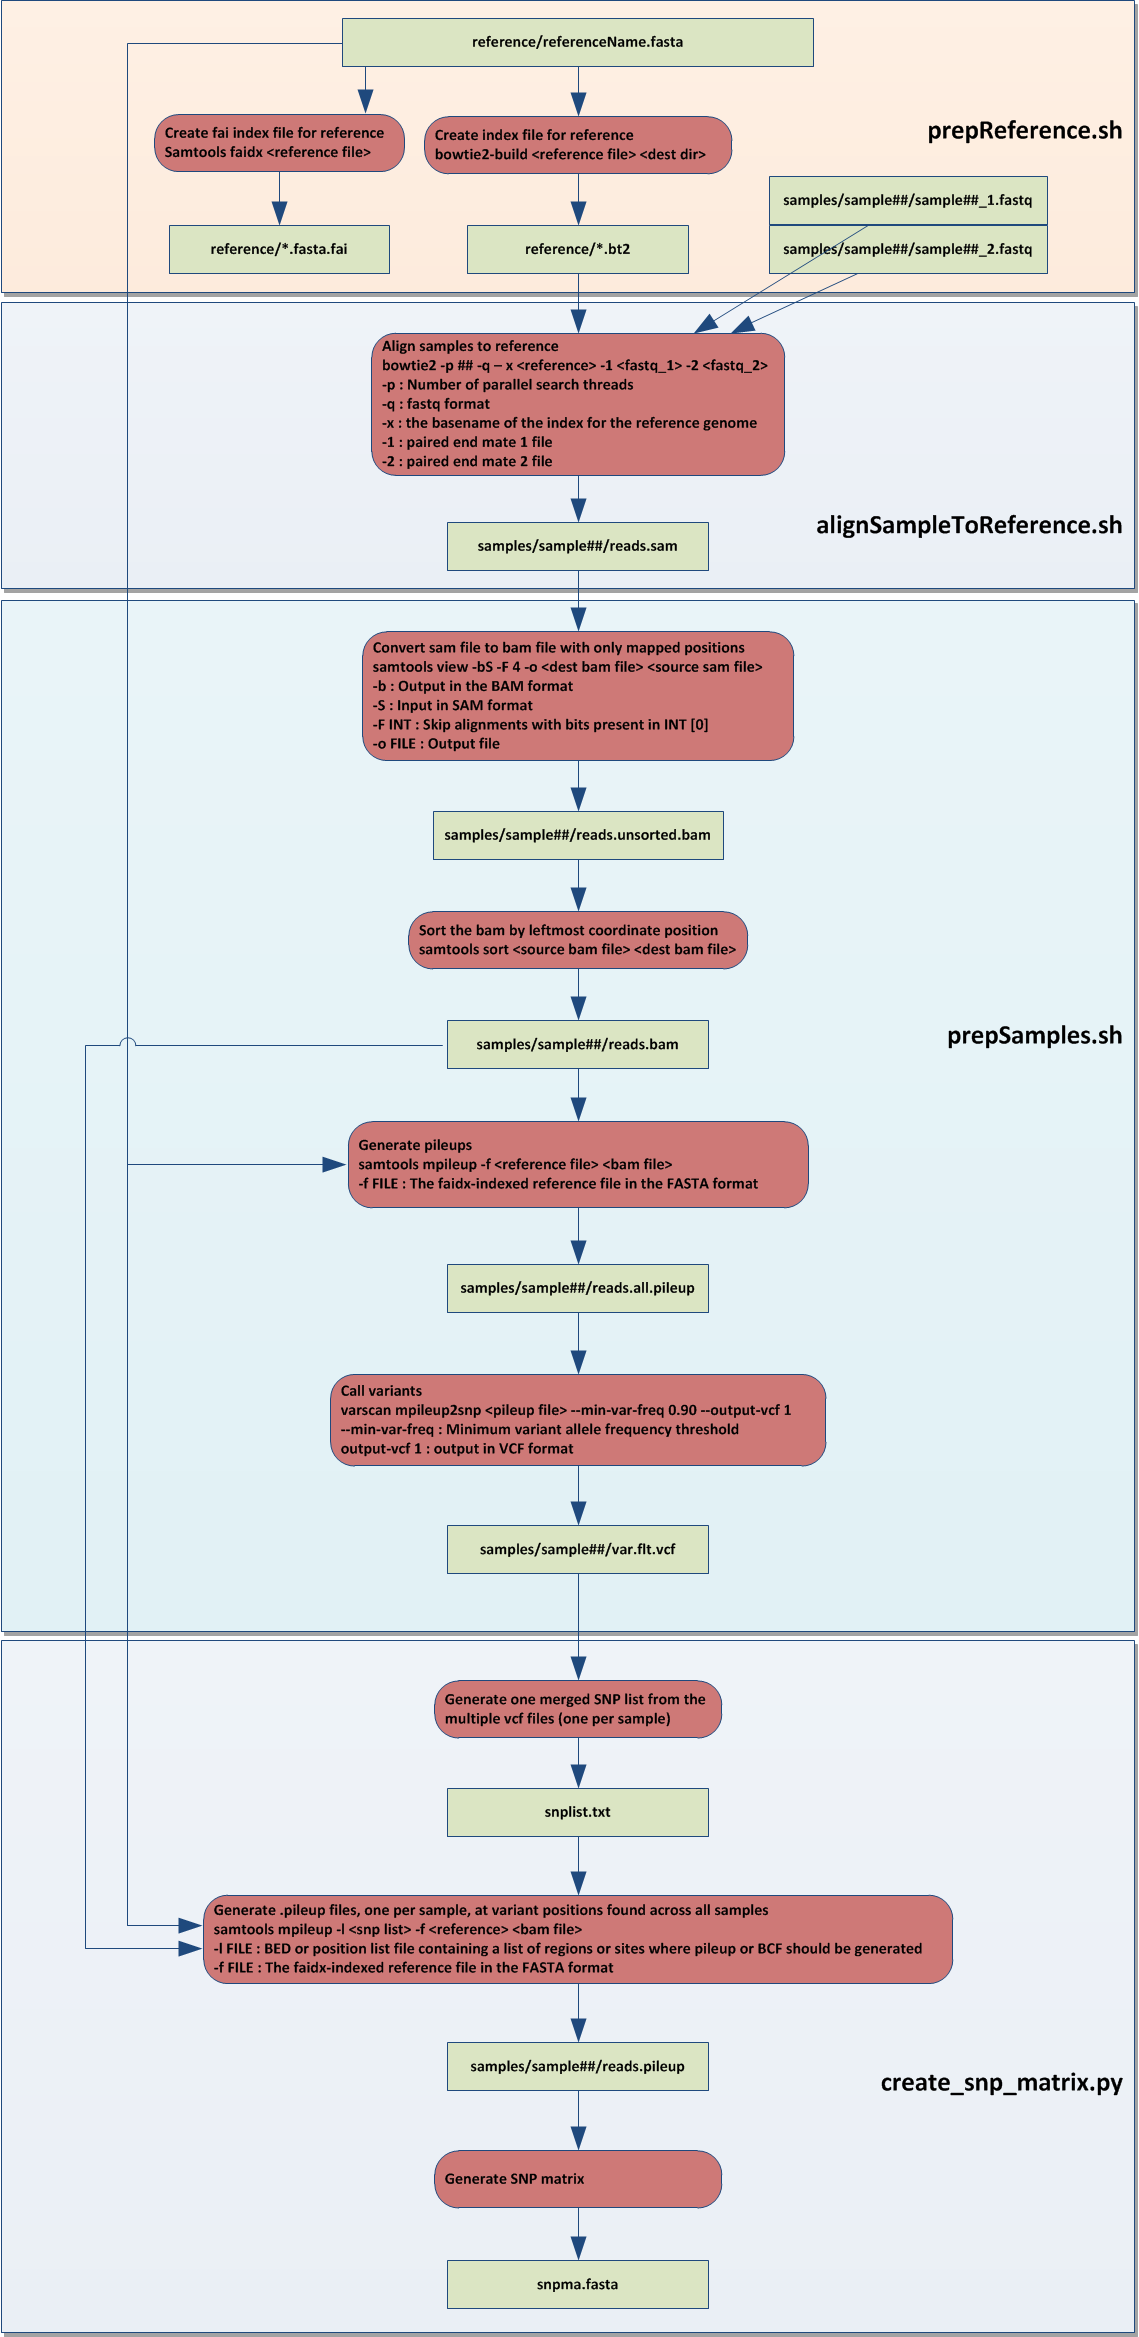 reference/referenceName.fasta
prepReference.sh
Create fai index file for reference
Samtools faidx <reference file>
Create index file for reference
bowtie2-build <reference file> <dest dir>
samples/sample##/sample##_1.fastq
reference/*.fasta.fai
reference/*.bt2
samples/sample##/sample##_2.fastq
Align samples to reference
bowtie2 -p ## -q – x <reference> -1 <fastq_1> -2 <fastq_2>
-p : Number of parallel search threads
-q : fastq format
-x : the basename of the index for the reference genome
-1 : paired end mate 1 file
-2 : paired end mate 2 file
alignSampleToReference.sh
samples/sample##/reads.sam
Convert sam file to bam file with only mapped positions
samtools view -bS -F 4 -o <dest bam file> <source sam file>
-b : Output in the BAM format
-S : Input in SAM format
-F INT : Skip alignments with bits present in INT [0]
-o FILE : Output file
samples/sample##/reads.unsorted.bam
Sort the bam by leftmost coordinate position
samtools sort <source bam file> <dest bam file>
prepSamples.sh
samples/sample##/reads.bam
Generate pileups
samtools mpileup -f <reference file> <bam file>
-f FILE : The faidx-indexed reference file in the FASTA format
samples/sample##/reads.all.pileup
Call variants
varscan mpileup2snp <pileup file> --min-var-freq 0.90 --output-vcf 1
--min-var-freq : Minimum variant allele frequency threshold
output-vcf 1 : output in VCF format
samples/sample##/var.flt.vcf
Generate one merged SNP list from the
multiple vcf files (one per sample)
snplist.txt
Generate .pileup files, one per sample, at variant positions found across all samples
samtools mpileup -l <snp list> -f <reference> <bam file>
-l FILE : BED or position list file containing a list of regions or sites where pileup or BCF should be generated
-f FILE : The faidx-indexed reference file in the FASTA format
samples/sample##/reads.pileup
create_snp_matrix.py
Generate SNP matrix
snpma.fasta